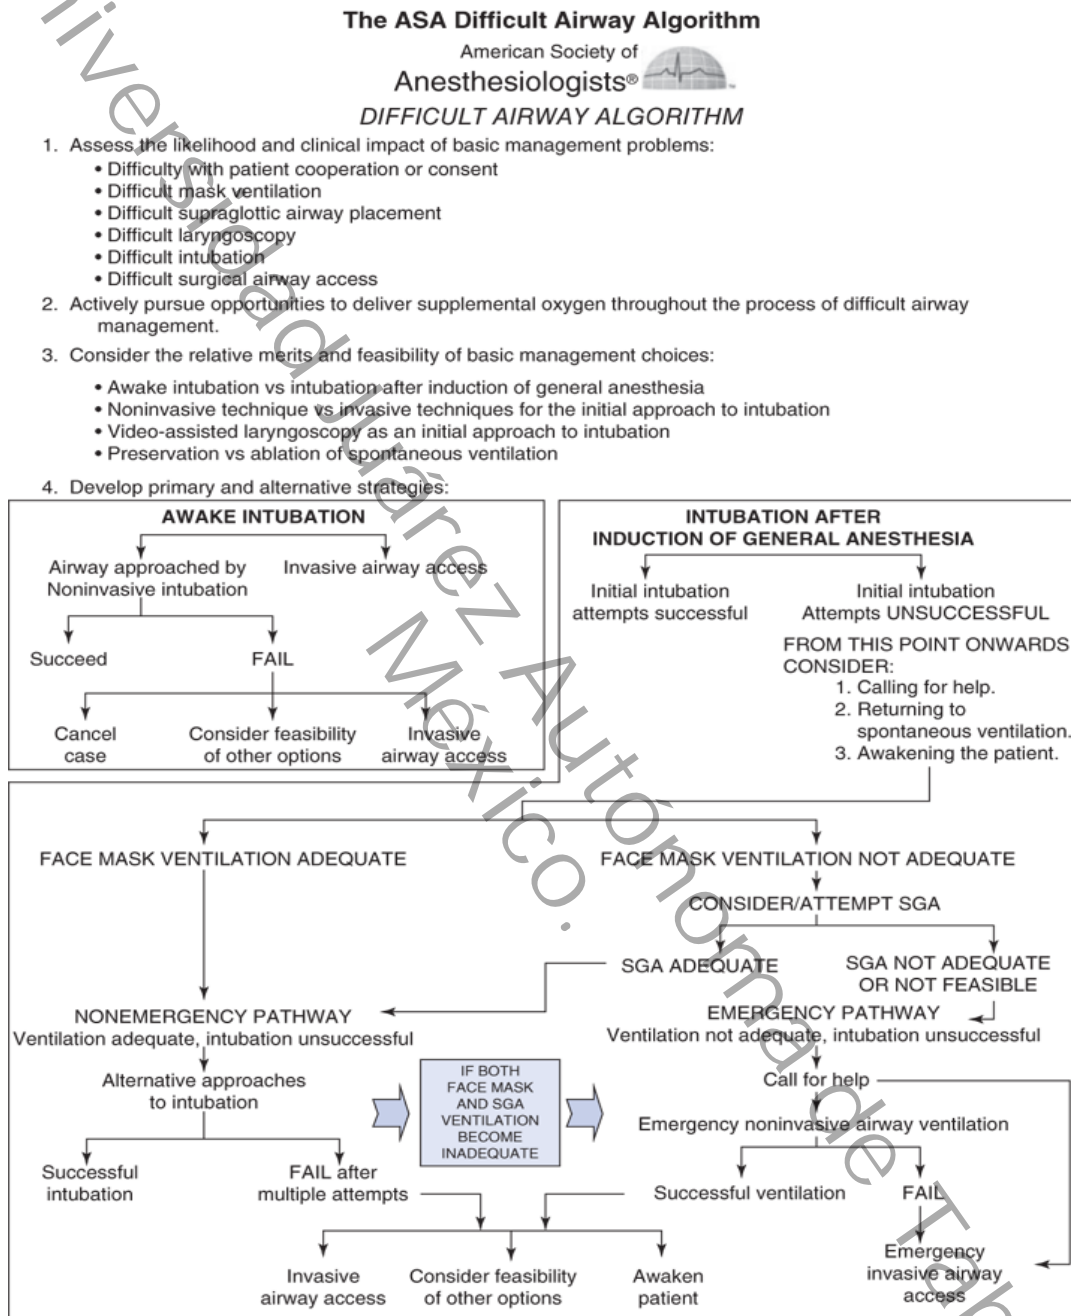 The ASA Difficult Airway Algorithm
American Society of
Anesthesiologists®
DIFFICULT AIRWAY ALGORITHM
1. Assess the likelihood and clinical impact of basic management problems:
• Difficulty with patient cooperation or consent
• Difficult mask ventilation
• Difficult supraglottic airway placement
• Difficult laryngoscopy
• Difficult intubation
• Difficult surgical airway access
2. Actively pursue opportunities to deliver supplemental oxygen throughout the process of difficult airway
management.
3. Consider the relative merits and feasibility of basic management choices:
• Awake intubation vs intubation after induction of general anesthesia
• Noninvasive technique vs invasive techniques for the initial approach to intubation
• Video-assisted laryngoscopy as an initial approach to intubation
• Preservation vs ablation of spontaneous ventilation
4. Develop primary and alternative strategies:
AWAKE INTUBATION
Airway approached by
Noninvasive intubation
Invasive airway access
Succeed
FAIL
Cancel
case
Consider feasibility
of other options
Invasive
airway access
INTUBATION AFTER
INDUCTION OF GENERAL ANESTHESIA
Initial intubation
attempts successful
Initial intubation
Attempts UNSUCCESSFUL
FROM THIS POINT ONWARDS
CONSIDER:
1. Calling for help.
2. Returning to
spontaneous ventilation.
3. Awakening the patient.
FACE MASK VENTILATION ADEQUATE
FACE MASK VENTILATION NOT ADEQUATE
CONSIDER/ATTEMPT SGA
SGA ADEQUATE
SGA NOT ADEQUATE
OR NOT FEASIBLE
NONEMERGENCY PATHWAY
Ventilation adequate, intubation unsuccessful
EMERGENCY PATHWAY
Ventilation not adequate, intubation unsuccessful
Alternative approaches
to intubation
IF BOTH
FACE MASK
AND SGA
VENTILATION
BECOME
INADEQUATE
Call for help
Emergency noninvasive airway ventilation
Successful
intubation
FAIL after
multiple attempts
Successful ventilation
FAIL
Invasive
airway access
Consider feasibility
of other options
Awaken
patient
Emergency
invasive airway
access
Juárez Autónoma de
México.